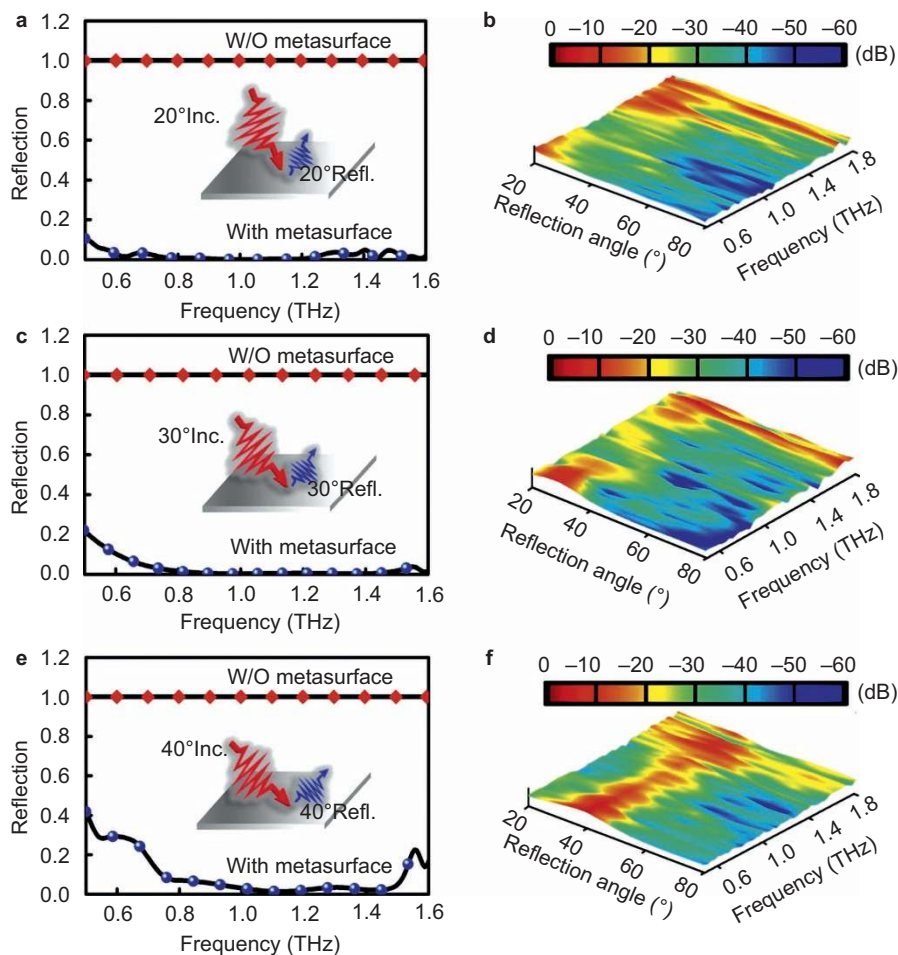 a
1.2
1.0
0.8
0.6
0.4
0.2
0.0
Reflection
W/O metasurface
20°Inc.
20°Refl.
With metasurface
0.6 0.8 1.0 1.2 1.4 1.6
Frequency (THz)
b
0 −10 −20 −30 −40 −50 −60
(dB)
20
40
60
80
Reflection angle (°)
0.6
1.0
1.4
1.8
Frequency (THz)
c
1.2
1.0
0.8
0.6
0.4
0.2
0.0
Reflection
W/O metasurface
30°Inc.
30°Refl.
With metasurface
0.6 0.8 1.0 1.2 1.4 1.6
Frequency (THz)
d
0 −10 −20 −30 −40 −50 −60
(dB)
20
40
60
80
Reflection angle (°)
0.6
1.0
1.4
1.8
Frequency (THz)
e
1.2
1.0
0.8
0.6
0.4
0.2
0.0
Reflection
W/O metasurface
40°Inc.
40°Refl.
With metasurface
0.6 0.8 1.0 1.2 1.4 1.6
Frequency (THz)
f
0 −10 −20 −30 −40 −50 −60
(dB)
20
40
60
80
Reflection angle (°)
0.6
1.0
1.4
1.8
Frequency (THz)